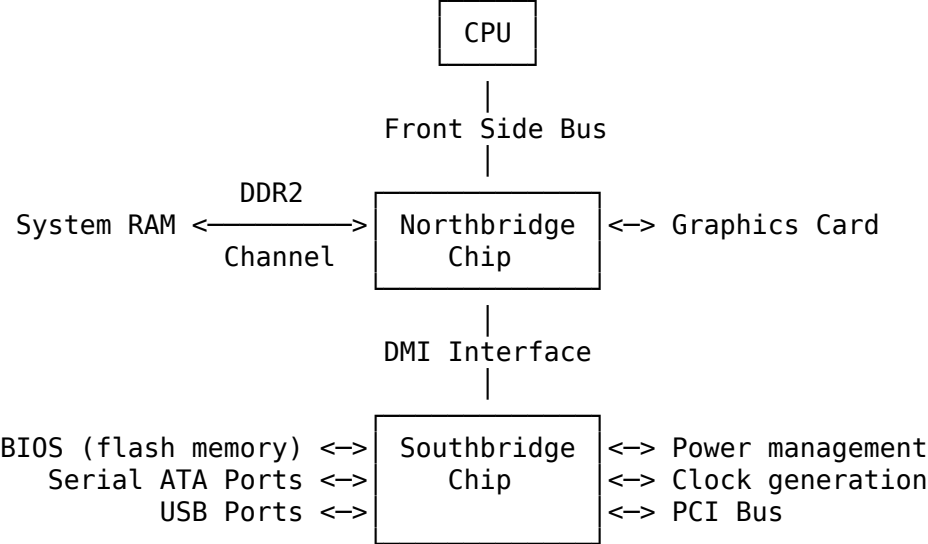 CPU
Front Side Bus
DDR2
System RAM <─────────> Northbridge <─> Graphics Card
Channel Chip
DMI Interface
BIOS (flash memory) <─> Southbridge <─> Power management
Serial ATA Ports <─> Chip <─> Clock generation
USB Ports <─> <─> PCI Bus